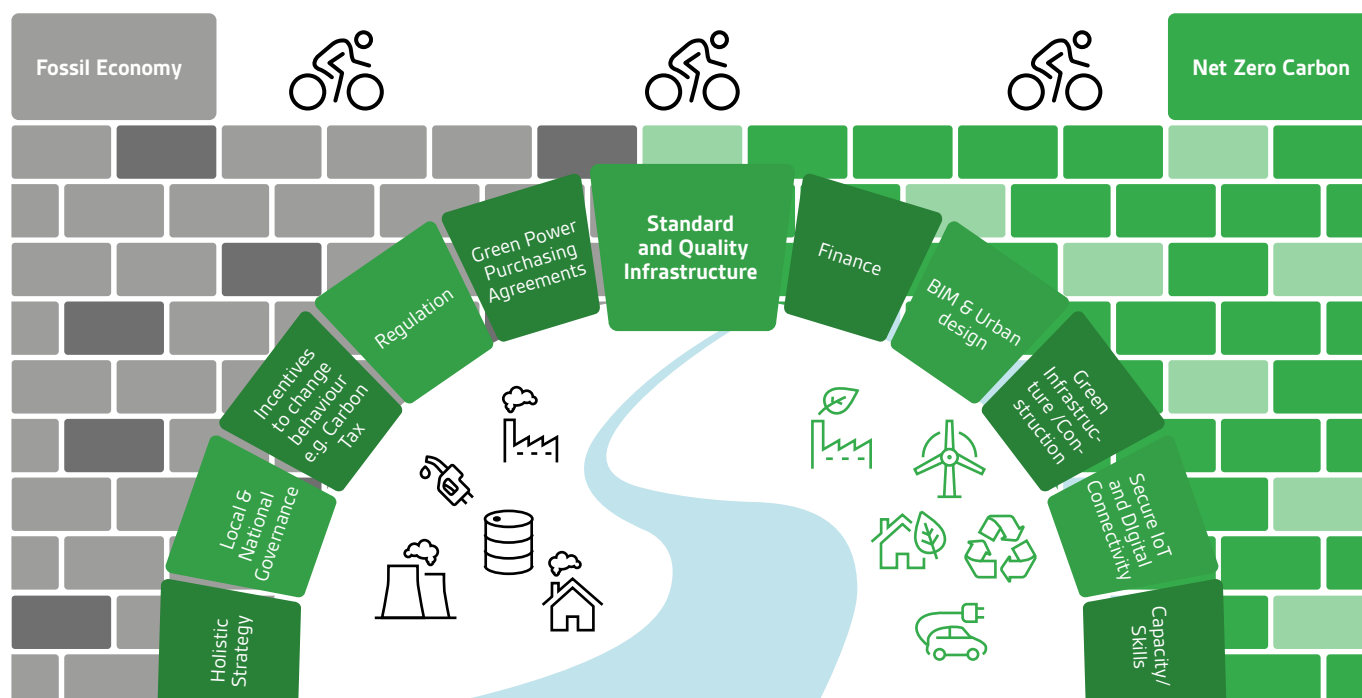 Fossil Economy
Net Zero Carbon
Holistic
Strategy
Local &
National
Governance
Incentives
to change
behaviour
e.g. Carbon
Tax
Regulation
Green Power
Purchasing
Agreements
Standard
and Quality
Infrastructure
Finance
BIM & Urban
design
Green
Infrastruc-
ture /Con-
struction
Secure IoT
and DIgital
Connectivity
Capacity/
Skills